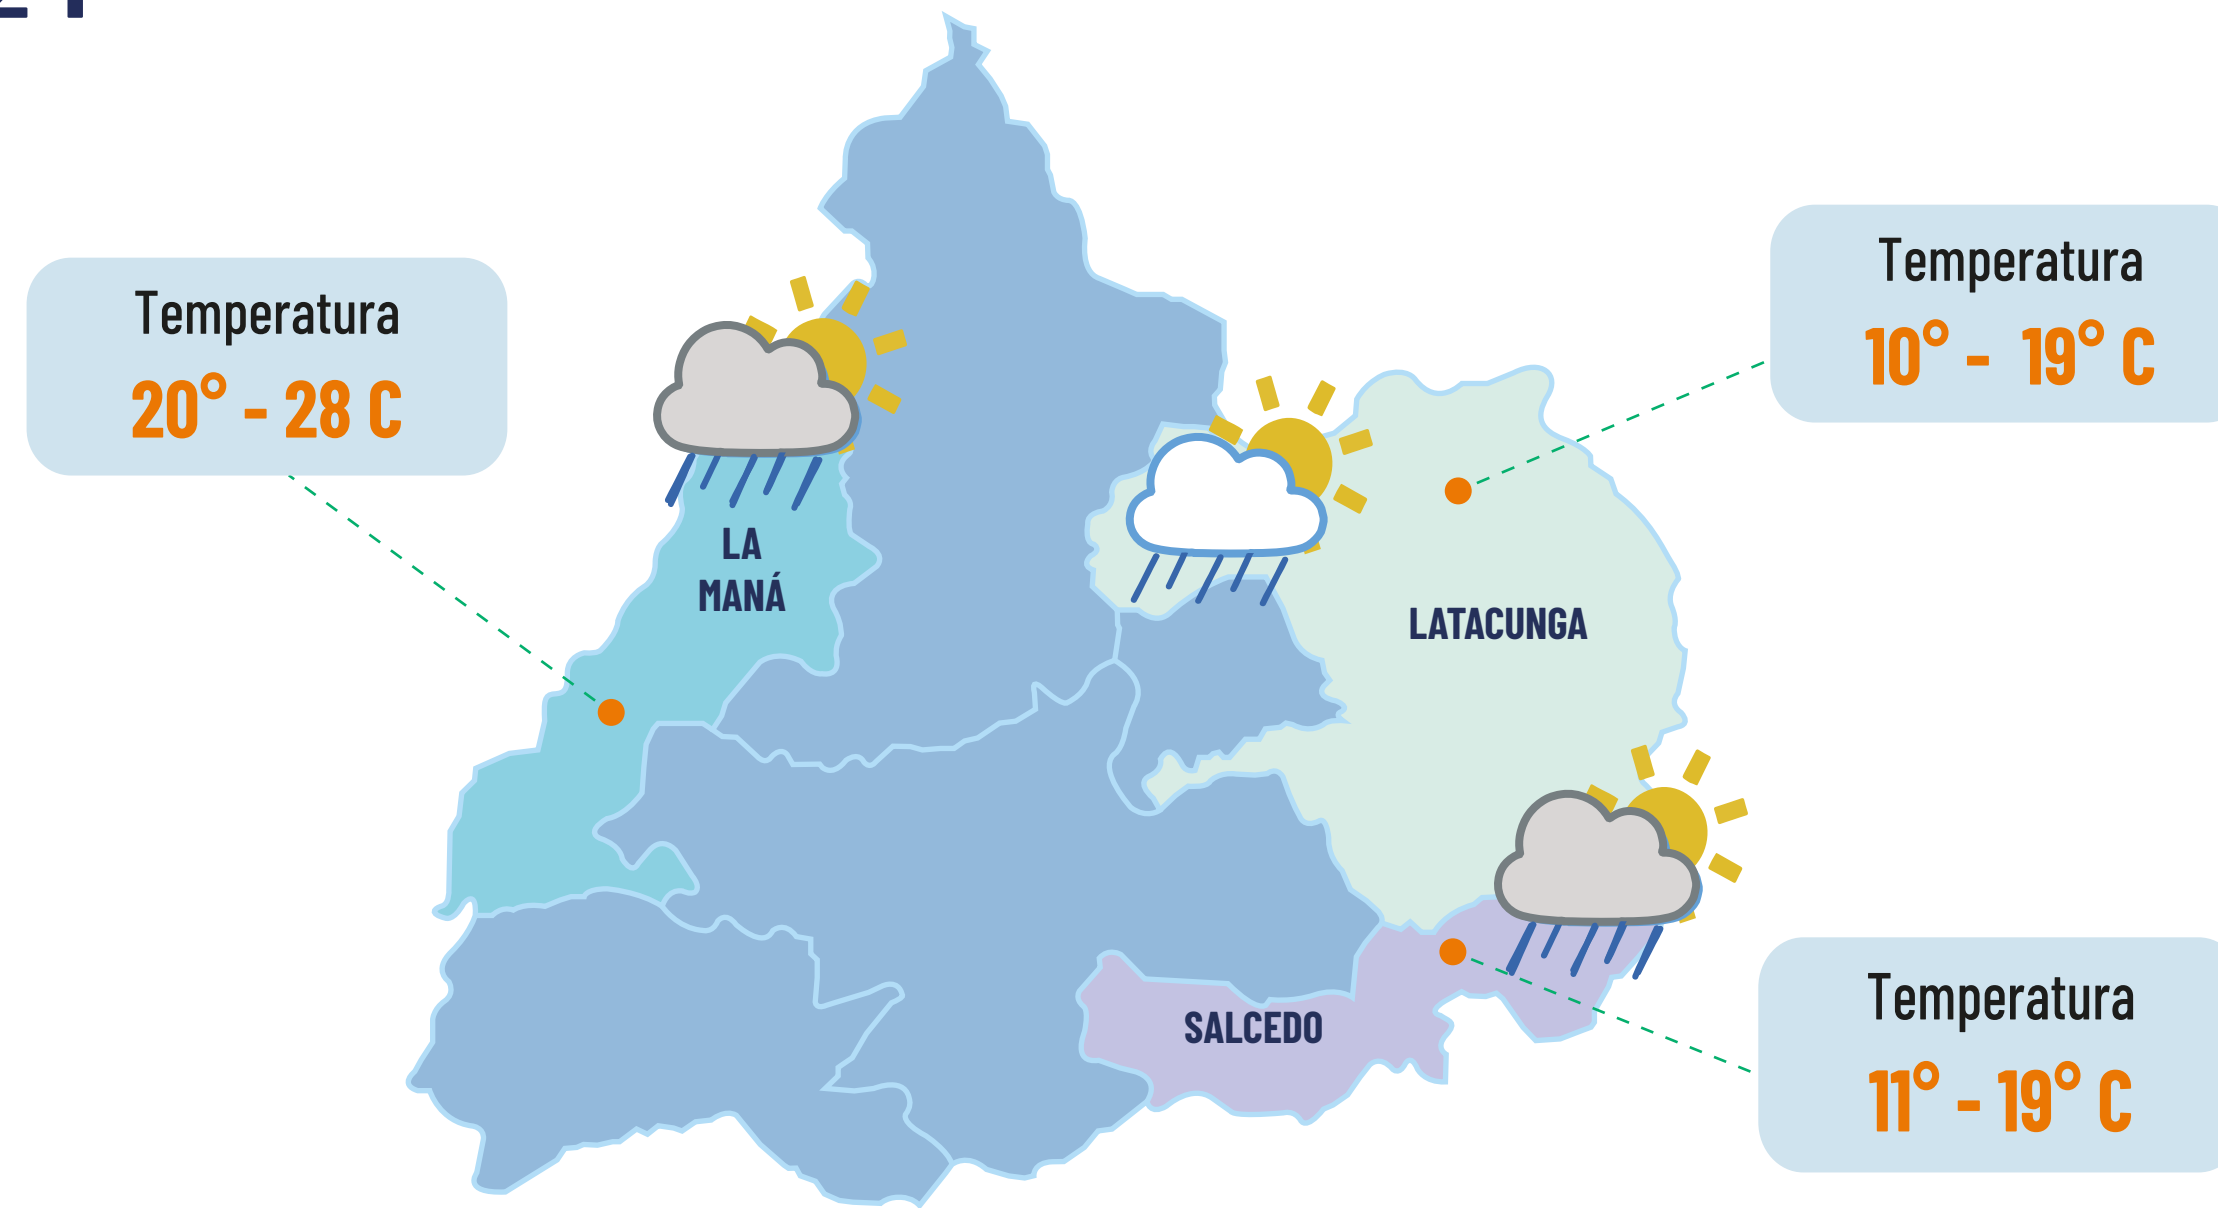 Temperatura
10° - 19° C
Temperatura
20° - 28 C
LA
MANÁ
LATACUNGA
SALCEDO
Temperatura
11° - 19° C